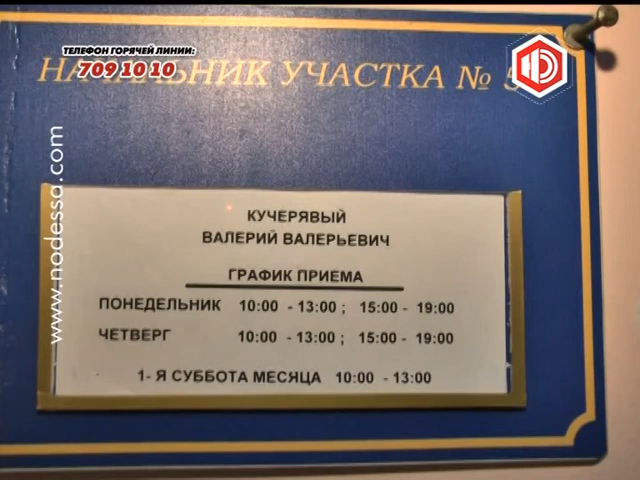 ТЕЛЕФОН ГОРЯЧЕЙ ЛИНИИ:
709 10 10
НАЧАЛЬНИК УЧАСТКА № 5
www.nodessa.com
КУЧЕРЯВЫЙ
ВАЛЕРИЙ ВАЛЕРЬЕВИЧ
ГРАФИК ПРИЕМА
ПОНЕДЕЛЬНИК 10:00 - 13:00 ; 15:00 - 19:00
ЧЕТВЕРГ 10:00 - 13:00 ; 15:00 - 19:00
1- Я СУББОТА МЕСЯЦА 10:00 - 13:00